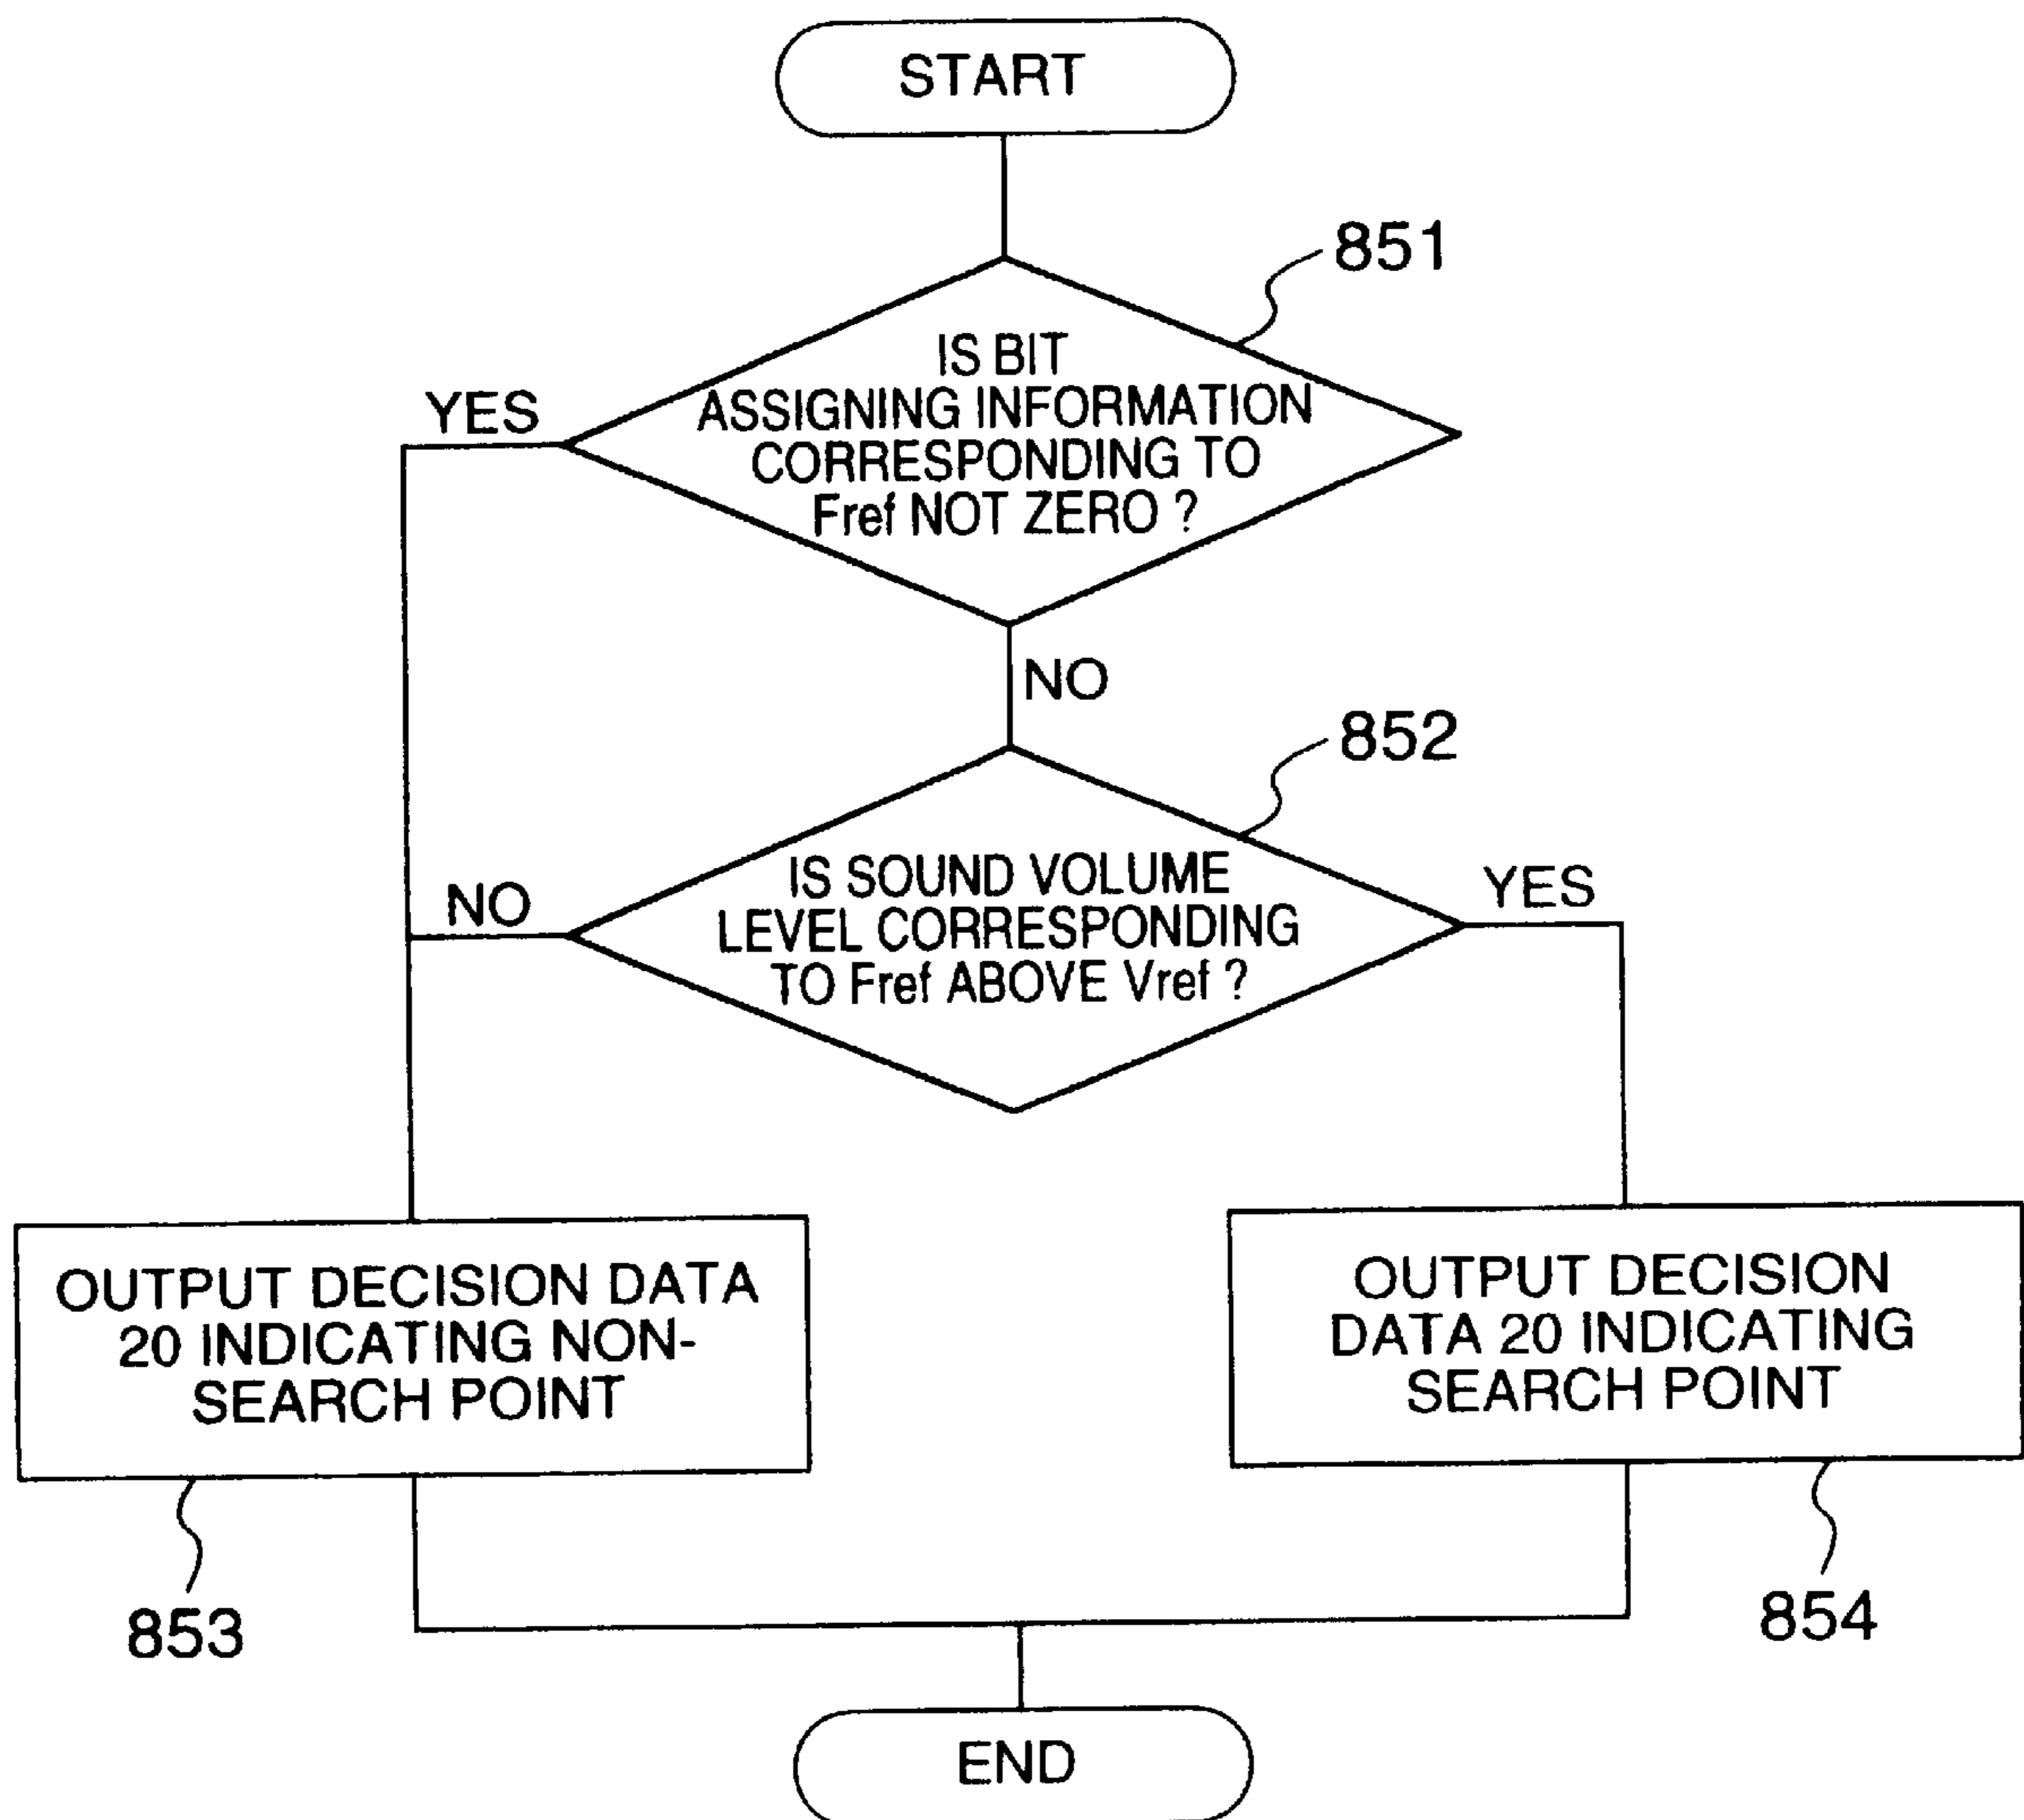 START
851
IS BIT
ASSIGNING INFORMATION
CORRESPONDING TO
Fref NOT ZERO ?
YES
NO
852
IS SOUND VOLUME
LEVEL CORRESPONDING
TO Fref ABOVE Vref ?
NO
YES
OUTPUT DECISION DATA
20 INDICATING NON-
SEARCH POINT
OUTPUT DECISION
DATA 20 INDICATING
SEARCH POINT
853
854
END